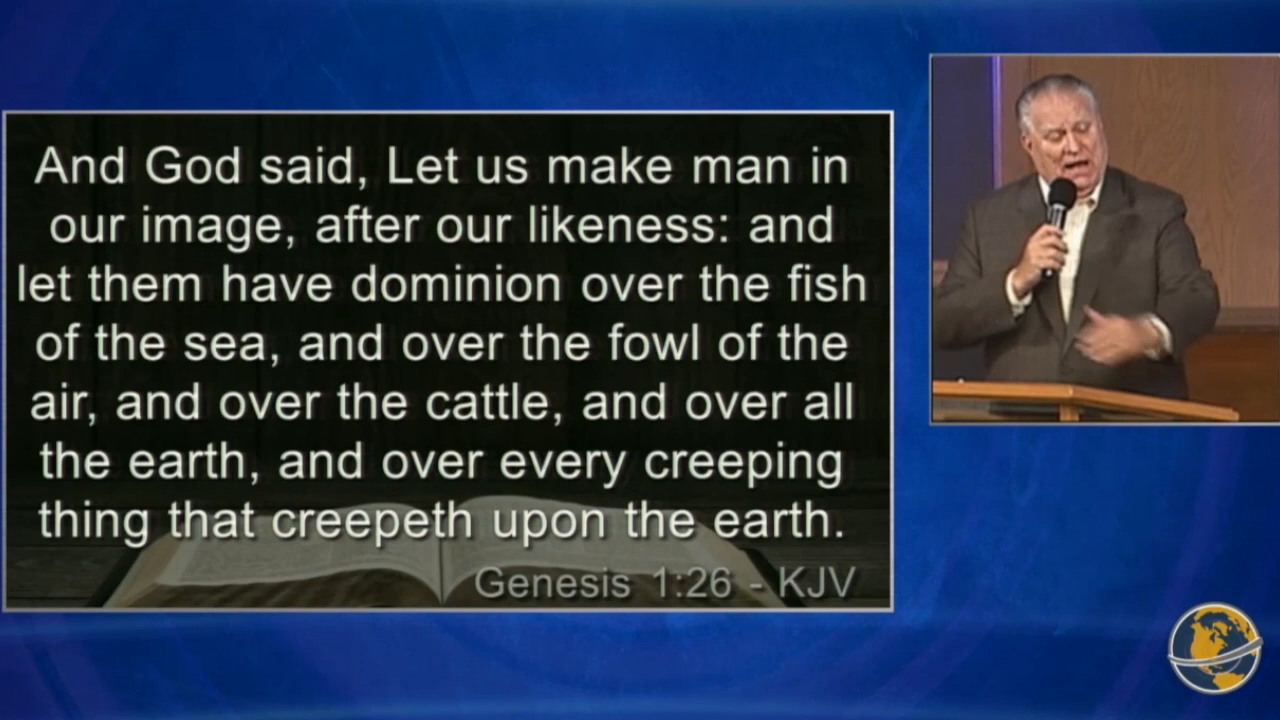 And God said, Let us make man in
our image, after our likeness: and
let them have dominion over the fish
of the sea, and over the fowl of the
air, and over the cattle, and over all
the earth, and over every creeping
thing that creepeth upon the earth.
Genesis 1:26 - KJV